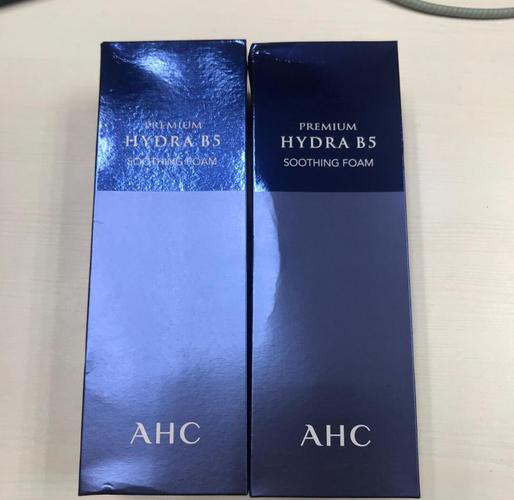 PREMIUM
HYDRA B5
SOOTHING FOAM
AHC
PREMIUM
HYDRA B5
SOOTHING FOAM
AHC